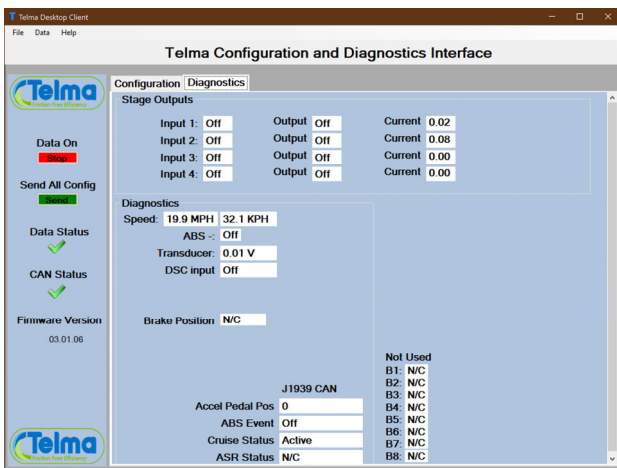 Telma Desktop Client
File Data Help
Telma Configuration and Diagnostics Interface
Telma
Friction Free Efficiency
Data On
Stop
Send All Config
Send
Data Status
CAN Status
Firmware Version
03.01.06
Telma
Friction Free Efficiency
Configuration Diagnostics
Stage Outputs
Input 1: Off Output Off Current 0.02
Input 2: Off Output Off Current 0.08
Input 3: Off Output Off Current 0.00
Input 4: Off Output Off Current 0.00
Diagnostics
Speed: 19.9 MPH 32.1 KPH
ABS -: Off
Transducer: 0.01 V
DSC input Off
Brake Position N/C
J1939 CAN
Accel Pedal Pos 0
ABS Event Off
Cruise Status Active
ASR Status N/C
Not Used
B1: N/C
B2: N/C
B3: N/C
B4: N/C
B5: N/C
B6: N/C
B7: N/C
B8: N/C